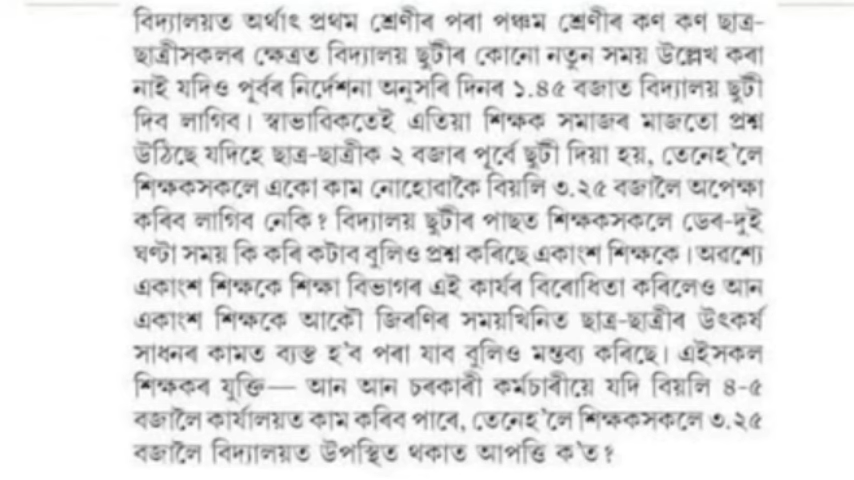 বিদ্যালয়ত অৰ্থাৎ প্ৰথম শ্ৰেণীৰ পৰা পঞ্চম শ্ৰেণীৰ কণ কণ ছাত্ৰ-
ছাত্ৰীসকলৰ ক্ষেত্ৰত বিদ্যালয় ছুটীৰ কোনো নতুন সময় উল্লেখ কৰা
নাই যদিও পূৰ্বৰ নিৰ্দেশনা অনুসৰি দিনৰ ১.৪৫ বজাত বিদ্যালয় ছুটী
দিব লাগিব। স্বাভাবিকতেই এতিয়া শিক্ষক সমাজৰ মাজতো প্ৰশ্ন
উঠিছে যদিহে ছাত্ৰ-ছাত্ৰীক ২ বজাৰ পূৰ্বে ছুটী দিয়া হয়, তেনেহ'লে
শিক্ষকসকলে একো কাম নোহোৱাকৈ বিয়লি ৩.২৫ বজালৈ অপেক্ষা
কৰিব লাগিব নেকি? বিদ্যালয় ছুটীৰ পাছত শিক্ষকসকলে ডেৰ-দুই
ঘণ্টা সময় কি কৰি কটাব বুলিও প্ৰশ্ন কৰিছে একাংশ শিক্ষকে। অৱশ্যে
একাংশ শিক্ষকে শিক্ষা বিভাগৰ এই কাৰ্যৰ বিৰোধিতা কৰিলেও আন
একাংশ শিক্ষকে আকৌ জিৰণিৰ সময়খিনিত ছাত্ৰ-ছাত্ৰীৰ উৎকৰ্ষ
সাধনৰ কামত ব্যস্ত হ'ব পৰা যাব বুলিও মন্তব্য কৰিছে। এইসকল
শিক্ষকৰ যুক্তি— আন আন চৰকাৰী কৰ্মচাৰীয়ে যদি বিয়লি ৪-৫
বজালৈ কাৰ্যালয়ত কাম কৰিব পাৰে, তেনেহ'লে শিক্ষকসকলে ৩.২৫
বজালৈ বিদ্যালয়ত উপস্থিত থকাত আপত্তি ক'ত?